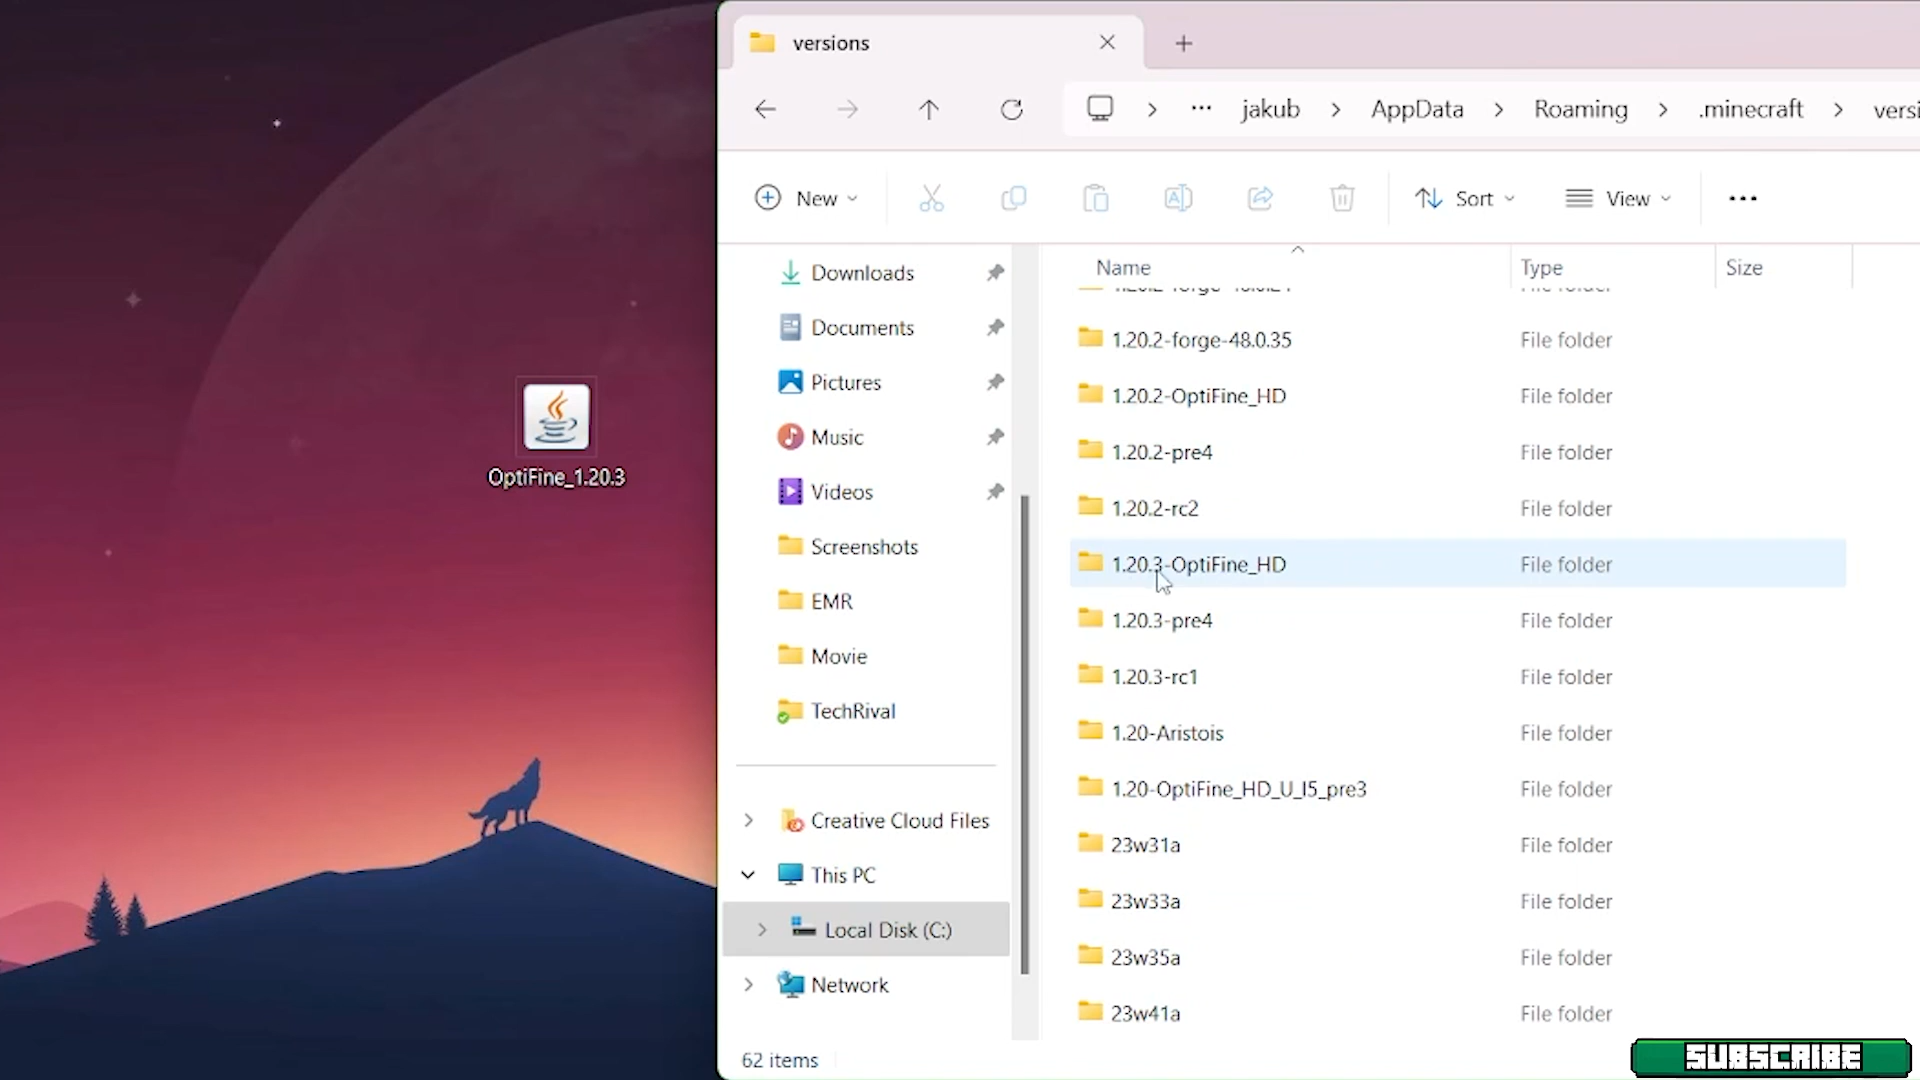 versions
jakub
AppData
Roaming
.minecraft
versi
New
Sort
View
Name
Type
Size
Downloads
Documents
Pictures
Music
Videos
Screenshots
EMR
Movie
TechRival
Creative Cloud Files
This PC
Local Disk (C:)
Network
1.20.2-forge-48.0.35 File folder
1.20.2-OptiFine_HD File folder
1.20.2-pre4 File folder
1.20.2-rc2 File folder
1.20.3-OptiFine_HD File folder
1.20.3-pre4 File folder
1.20.3-rc1 File folder
1.20-Aristois File folder
1.20-OptiFine_HD_U_I5_pre3 File folder
23w31a File folder
23w33a File folder
23w35a File folder
23w41a File folder
62 items
OptiFine_1.20.3
SUBSCRIBE